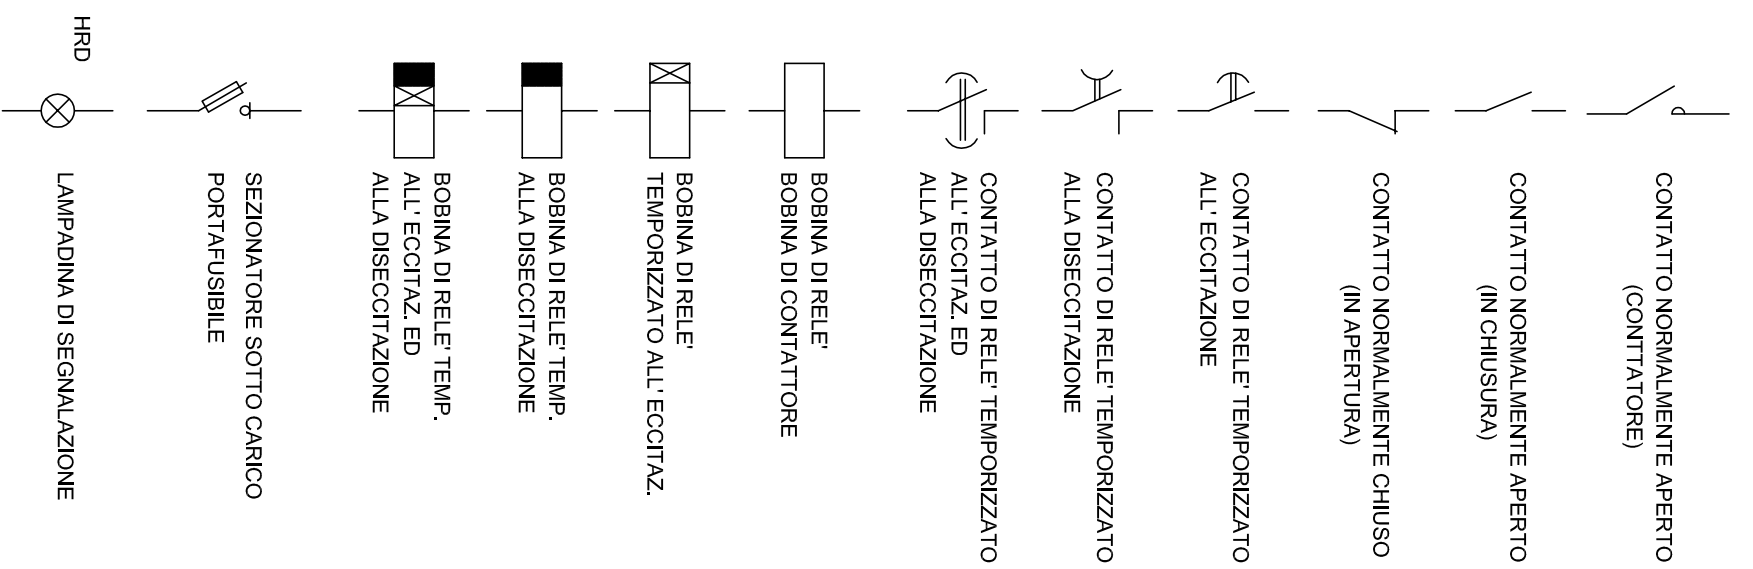 CONTATTO NORMALMENTE APERTO
(CONTTATORE)
CONTATTO NORMALMENTE APERTO
(IN CHIUSURA)
CONTATTO NORMALMENTE CHIUSO
(IN APERTURA)
CONTATTO DI RELE' TEMPORIZZATO
ALL' ECCITAZIONE
CONTATTO DI RELE' TEMPORIZZATO
ALLA DISECCITAZIONE
CONTATTO DI RELE' TEMPORIZZATO
ALL' ECCITAZ. ED
ALLA DISECCITAZIONE
BOBINA DI RELE'
BOBINA DI CONTATTORE
BOBINA DI RELE'
TEMPORIZZATO ALL' ECCITAZ.
BOBINA DI RELE' TEMP.
ALLA DISECCITAZIONE
BOBINA DI RELE' TEMP.
ALL' ECCITAZ. ED
ALLA DISECCITAZIONE
SEZIONATORE SOTTO CARICO
PORTAFUSIBILE
HRD
LAMPADINA DI SEGNALAZIONE